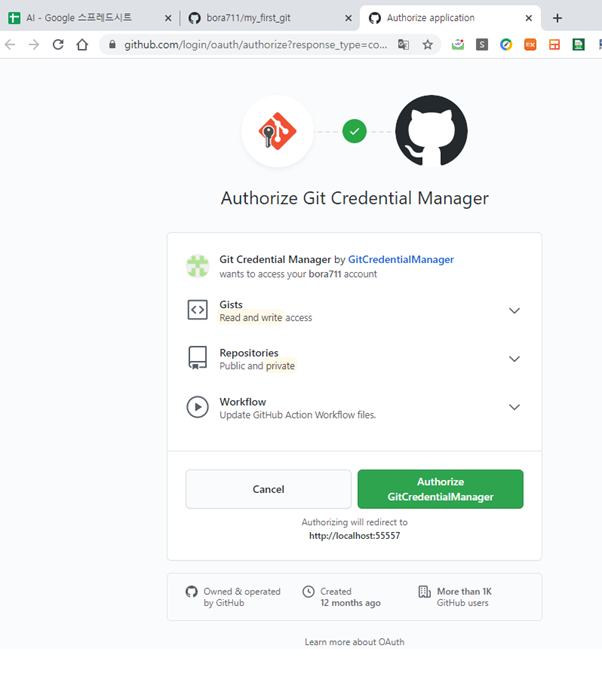 AI - Google 스프레드시트
bora711/my_first_git
Authorize application
github.com/login/oauth/authorize?response_type=co...
Authorize Git Credential Manager
Git Credential Manager by GitCredentialManager
wants to access your bora711 account
Gists
Read and write access
Repositories
Public and private
Workflow
Update GitHub Action Workflow files.
Cancel
Authorize
GitCredentialManager
Authorizing will redirect to
http://localhost:55557
Owned & operated
by GitHub
Created
12 months ago
More than 1K
GitHub users
Learn more about OAuth